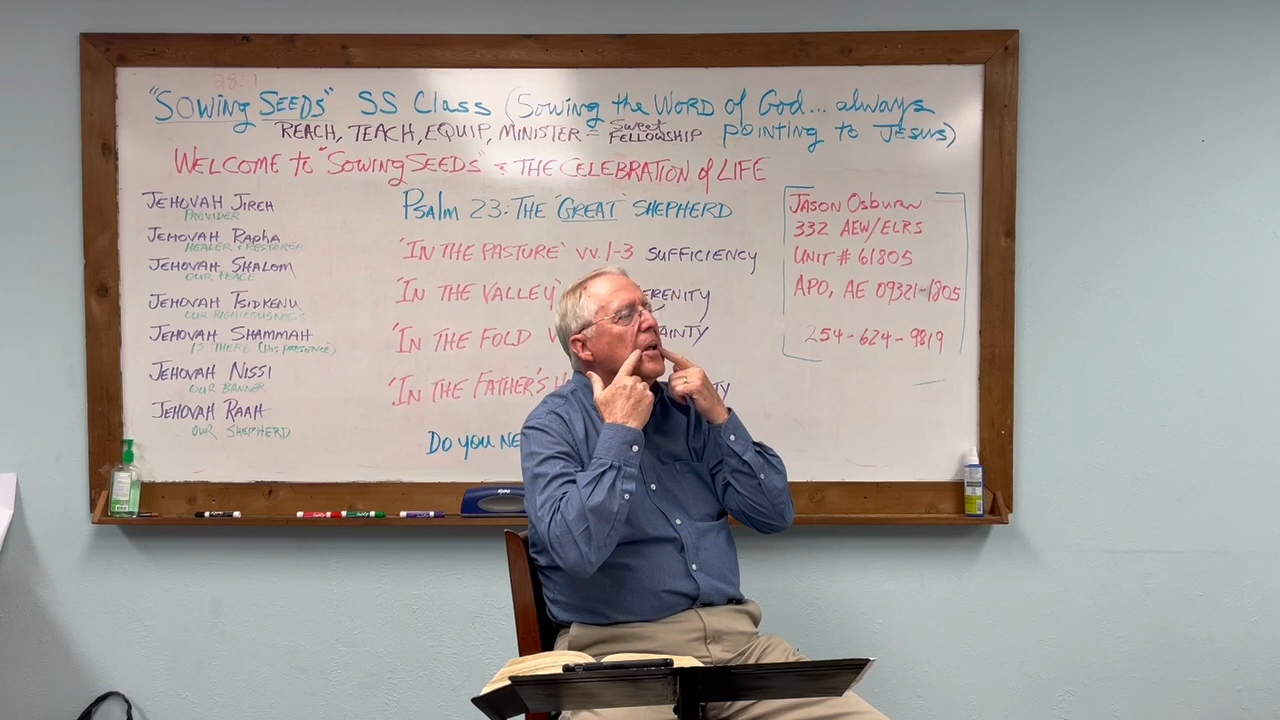 28:1
"SOWING SEEDS" SS Class (Sowing the WORD of God... always
pointing to JESUS)
REACH, TEACH, EQUIP, MINISTER = Sweet FELLOWSHIP
WELCOME to "SOWING SEEDS" & THE CELEBRATION of LIFE
JEHOVAH JIREH
PROVIDER
JEHOVAH RAPHA
HEALER & RESTORER
JEHOVAH SHALOM
OUR PEACE
JEHOVAH TSIDKENU
OUR RIGHTEOUSNESS
JEHOVAH SHAMMAH
IS THERE (His PRESENCE)
JEHOVAH NISSI
OUR BANNER
JEHOVAH RAAH
OUR SHEPHERD
Psalm 23: THE 'GREAT' SHEPHERD
'IN THE PASTURE' vv. 1-3 SUFFICIENCY
'IN THE VALLEY' ERENITY
'IN THE FOLD V AINTY
'IN THE FATHER'S H TY
DO YOU NE
JASON OSBURN
332 AEW/ELRS
UNIT # 61805
APO, AE 09321-1805
254-624-9819